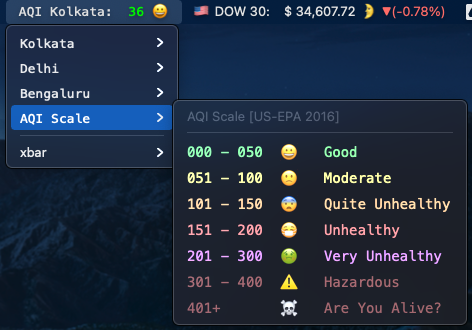 AQI Kolkata: 36 😀 🇺🇸 DOW 30: $ 34,607.72 🌛 ▼(-0.78%)
Kolkata
Delhi
Bengaluru
AQI Scale
xbar
AQI Scale [US-EPA 2016]
000 – 050 😀 Good
051 – 100 😕 Moderate
101 – 150 😨 Quite Unhealthy
151 – 200 😷 Unhealthy
201 – 300 🤢 Very Unhealthy
301 – 400 ⚠️ Hazardous
401+ ☠️ Are You Alive?